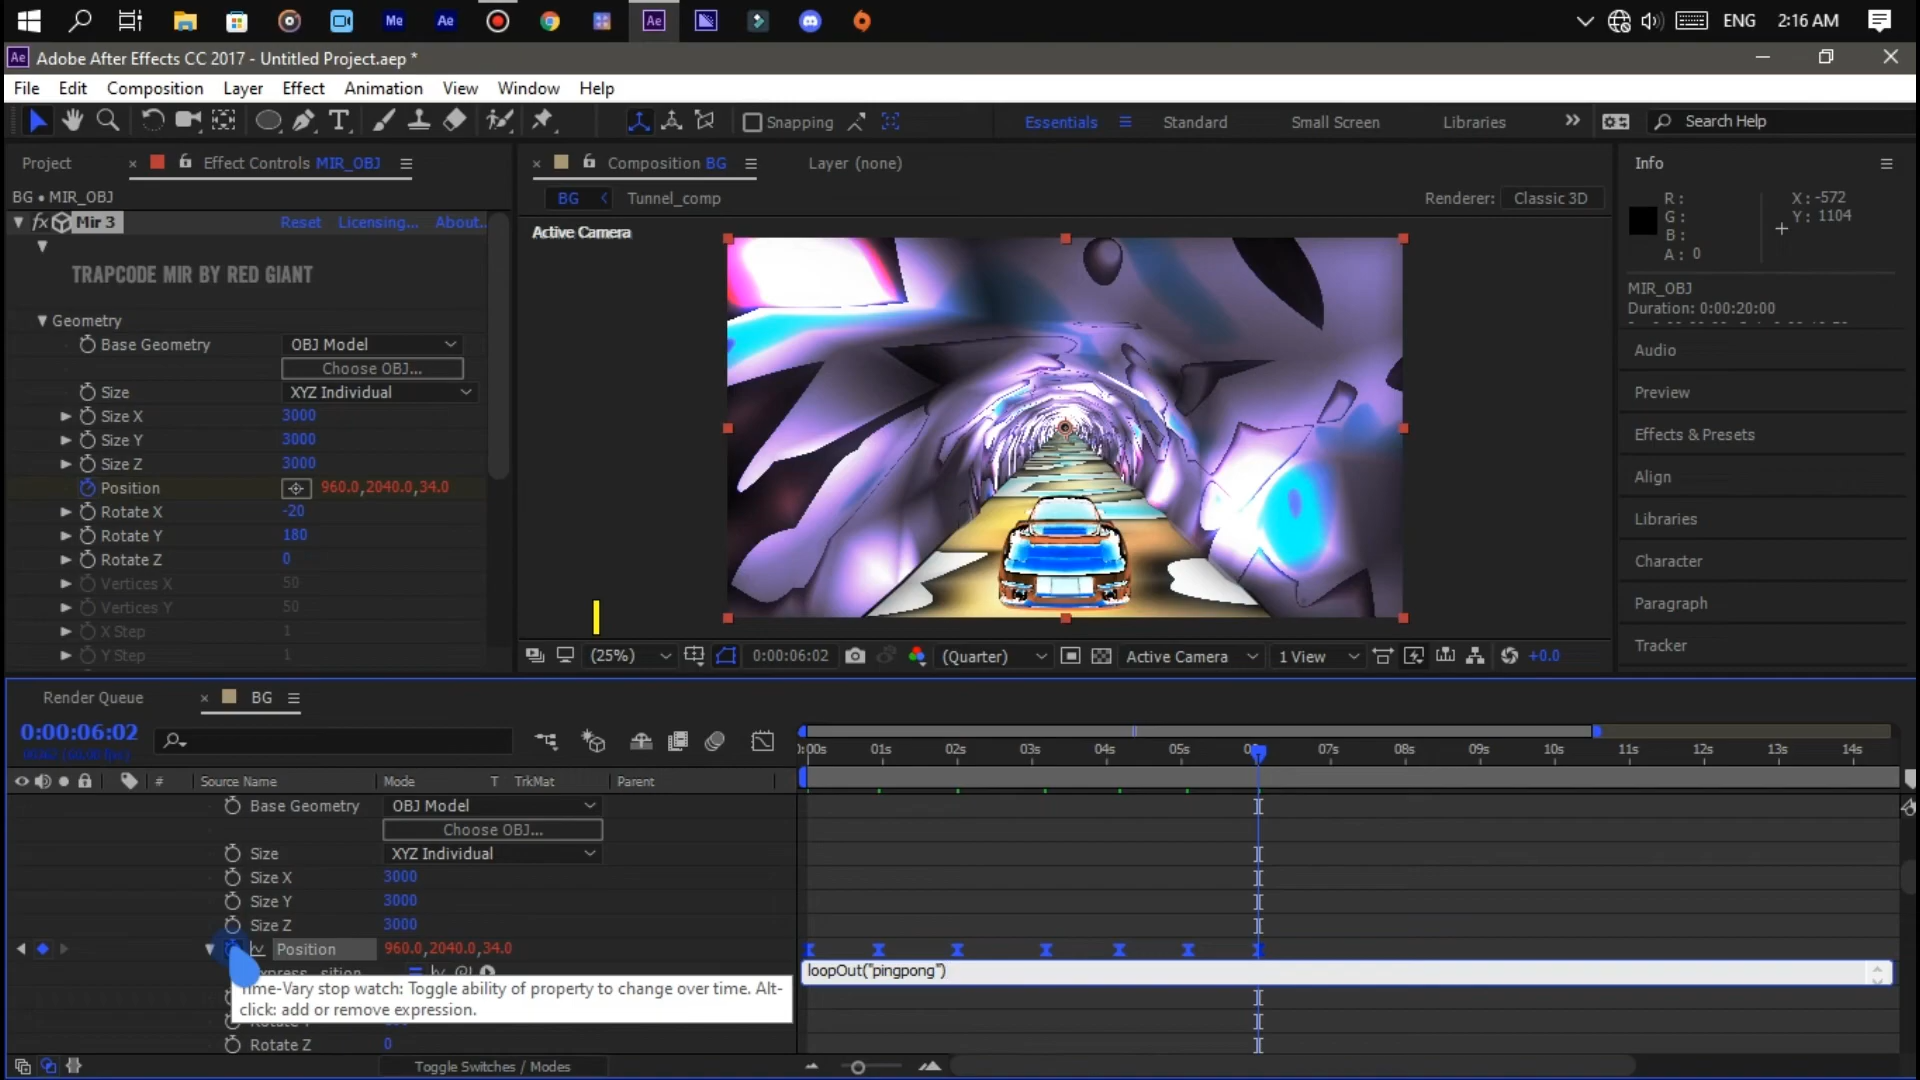 Me Ae Ae
ENG 2:16 AM
Ae Adobe After Effects CC 2017 - Untitled Project.aep *
File Edit Composition Layer Effect Animation View Window Help
T Snapping Essentials Standard Small Screen Libraries >> Search Help
Project × Effect Controls MIR_OBJ
× Composition BG Layer (none)
Info
BG • MIR_OBJ
BG < Tunnel_comp Renderer: Classic 3D
R: X: -572
G: Y: 1104
B:
A: 0
fx Mir 3 Reset Licensing... About..
Active Camera
TRAPCODE MIR BY RED GIANT
MIR_OBJ
Duration: 0:00:20:00
Geometry
Base Geometry OBJ Model
Choose OBJ...
Size XYZ Individual
Size X 3000
Size Y 3000
Size Z 3000
Position 960.0,2040.0,34.0
Rotate X -20
Rotate Y 180
Rotate Z 0
Vertices X 50
Vertices Y 50
X Step 1
Y Step 1
Audio
Preview
Effects & Presets
Align
Libraries
Character
Paragraph
Tracker
(25%) 0:00:06:02 (Quarter) Active Camera 1 View +0.0
Render Queue × BG
0:00:06:02
:00s 01s 02s 03s 04s 05s 07s 08s 09s 10s 11s 12s 13s 14s
# Source Name Mode T TrkMat Parent
Base Geometry OBJ Model
Choose OBJ...
Size XYZ Individual
Size X 3000
Size Y 3000
Size Z 3000
Position 960.0,2040.0,34.0
loopOut("pingpong")
Time-Vary stop watch: Toggle ability of property to change over time. Alt-
click: add or remove expression.
Rotate Z 0
Toggle Switches / Modes